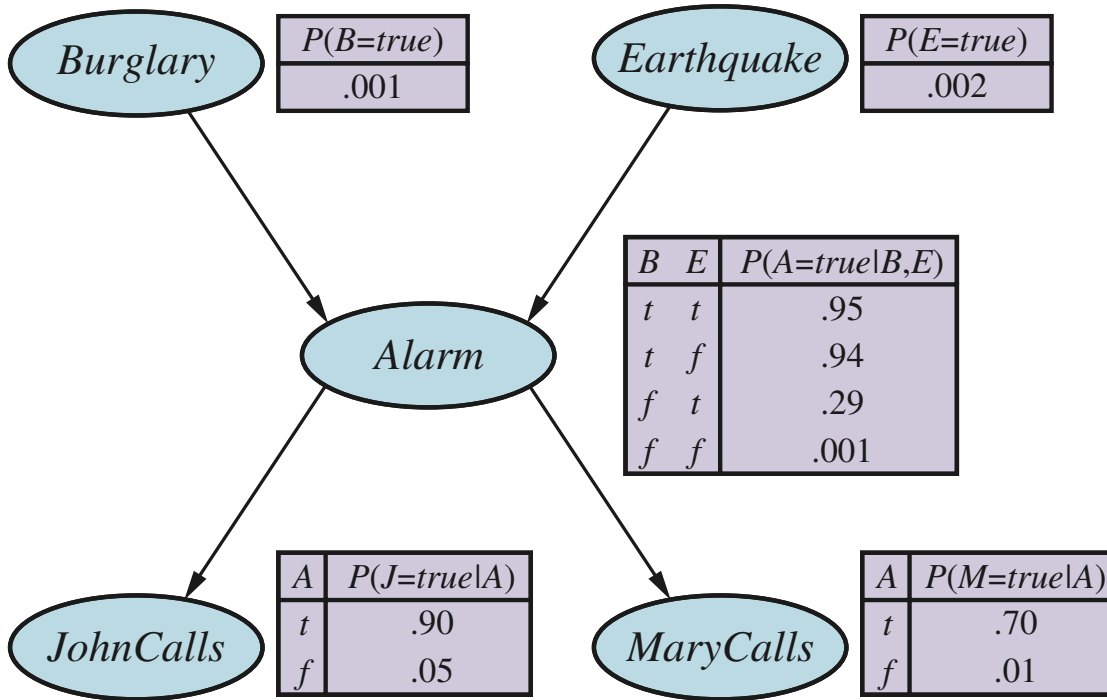 Burglary
P(B=true)
.001
Earthquake
P(E=true)
.002
B E P(A=true|B,E)
t t .95
t f .94
f t .29
f f .001
Alarm
JohnCalls
A P(J=true|A)
t .90
f .05
MaryCalls
A P(M=true|A)
t .70
f .01